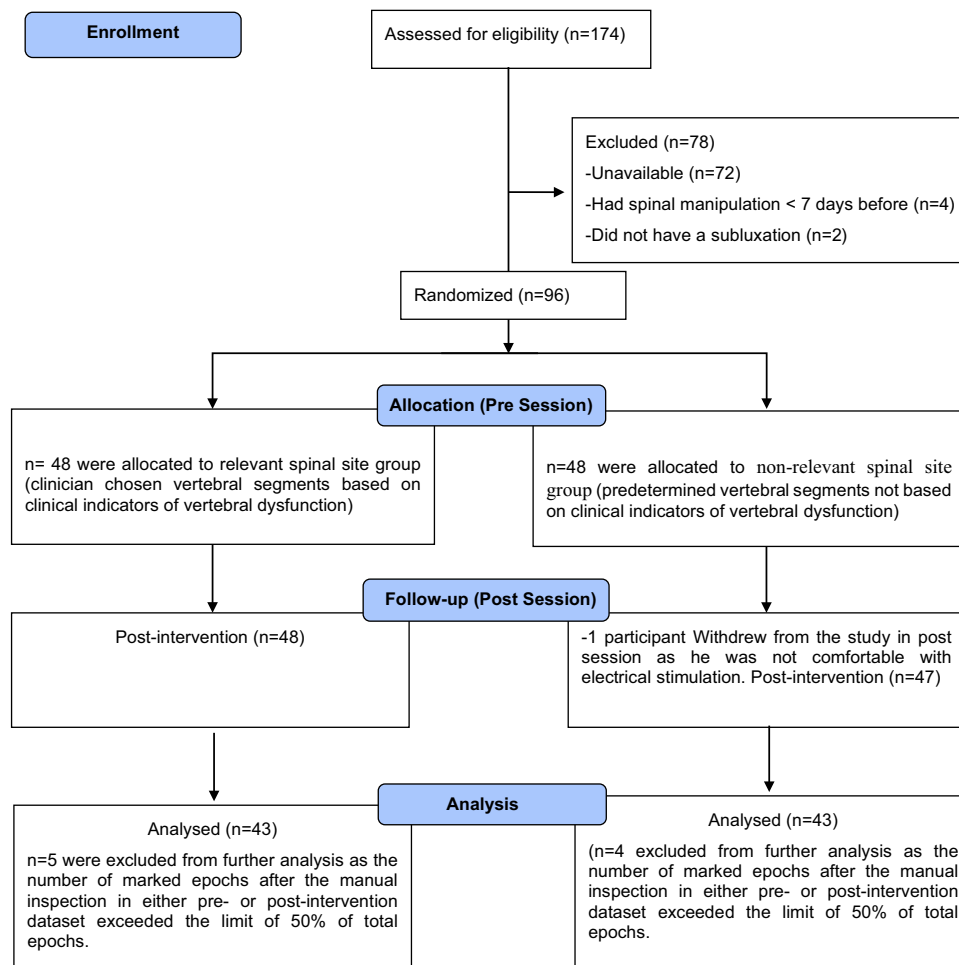 Enrollment
Assessed for eligibility (n=174)
Excluded (n=78)
-Unavailable (n=72)
-Had spinal manipulation < 7 days before (n=4)
-Did not have a subluxation (n=2)
Randomized (n=96)
Allocation (Pre Session)
n= 48 were allocated to relevant spinal site group
(clinician chosen vertebral segments based on
clinical indicators of vertebral dysfunction)
n=48 were allocated to non-relevant spinal site
group (predetermined vertebral segments not based
on clinical indicators of vertebral dysfunction)
Follow-up (Post Session)
Post-intervention (n=48)
-1 participant Withdrew from the study in post
session as he was not comfortable with
electrical stimulation. Post-intervention (n=47)
Analysis
Analysed (n=43)
n=5 were excluded from further analysis as the
number of marked epochs after the manual
inspection in either pre- or post-intervention
dataset exceeded the limit of 50% of total
epochs.
Analysed (n=43)
(n=4 excluded from further analysis as the
number of marked epochs after the manual
inspection in either pre- or post-intervention
dataset exceeded the limit of 50% of total
epochs.